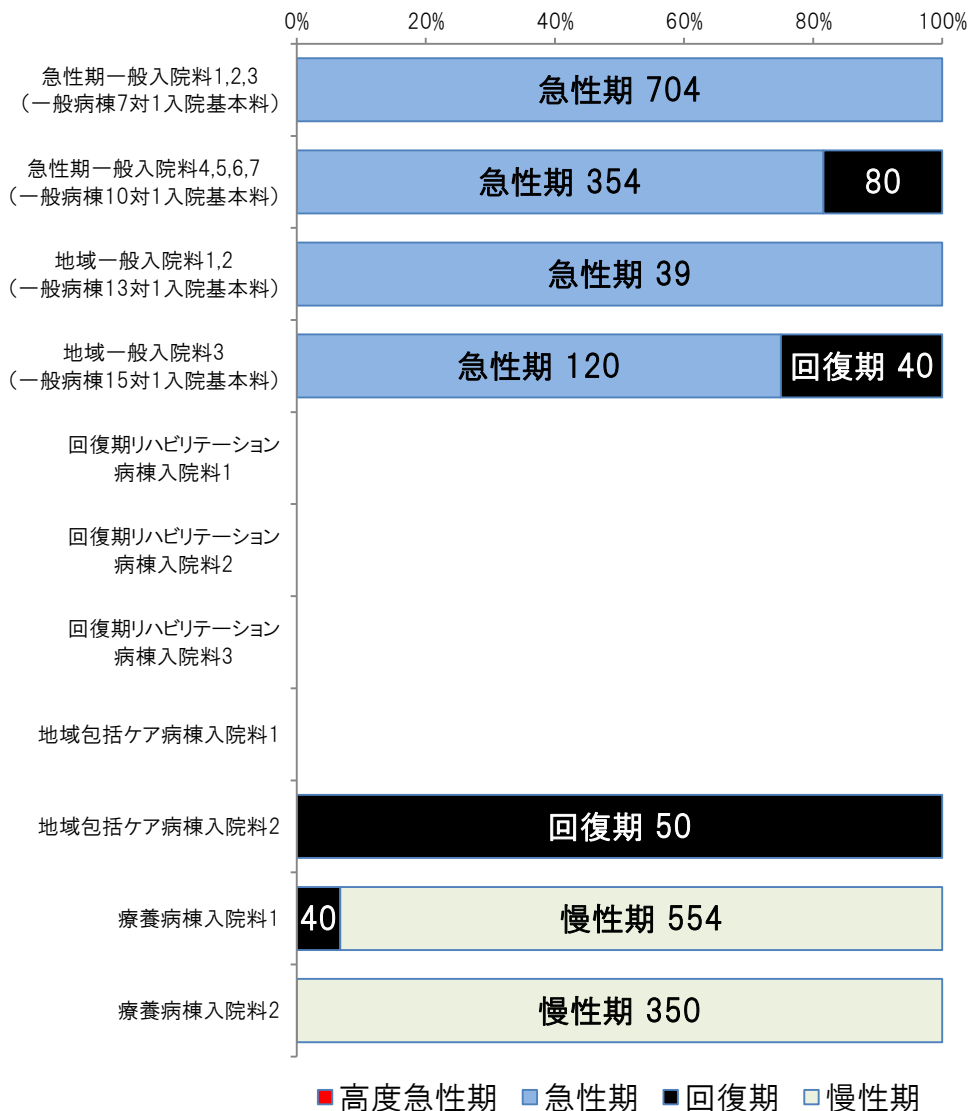 0% 20% 40% 60% 80% 100%
急性期一般入院料1,2,3
（一般病棟7対1入院基本料）
急性期 704
急性期一般入院料4,5,6,7
（一般病棟10対1入院基本料）
急性期 354 80
地域一般入院料1,2
（一般病棟13対1入院基本料）
急性期 39
地域一般入院料3
（一般病棟15対1入院基本料）
急性期 120 回復期 40
回復期リハビリテーション
病棟入院料1
回復期リハビリテーション
病棟入院料2
回復期リハビリテーション
病棟入院料3
地域包括ケア病棟入院料1
地域包括ケア病棟入院料2 回復期 50
療養病棟入院料1 40 慢性期 554
療養病棟入院料2 慢性期 350
高度急性期 急性期 回復期 慢性期